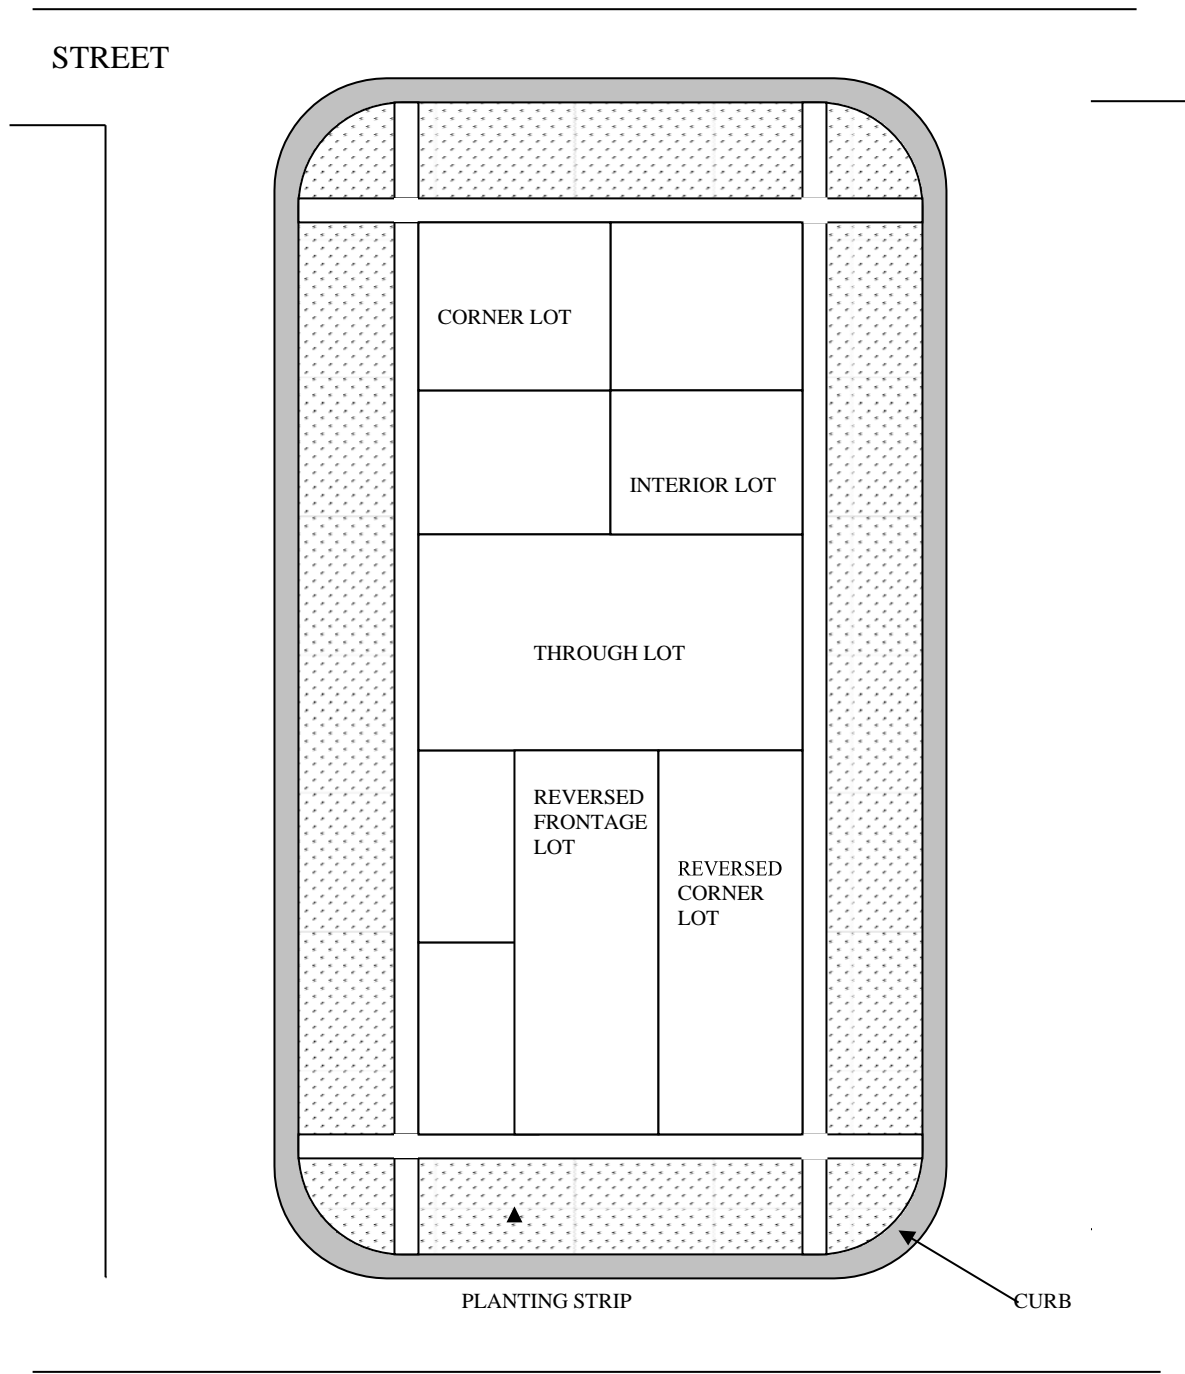 STREET
CORNER LOT
INTERIOR LOT
THROUGH LOT
REVERSED
FRONTAGE
LOT
REVERSED
CORNER
LOT
PLANTING STRIP
CURB